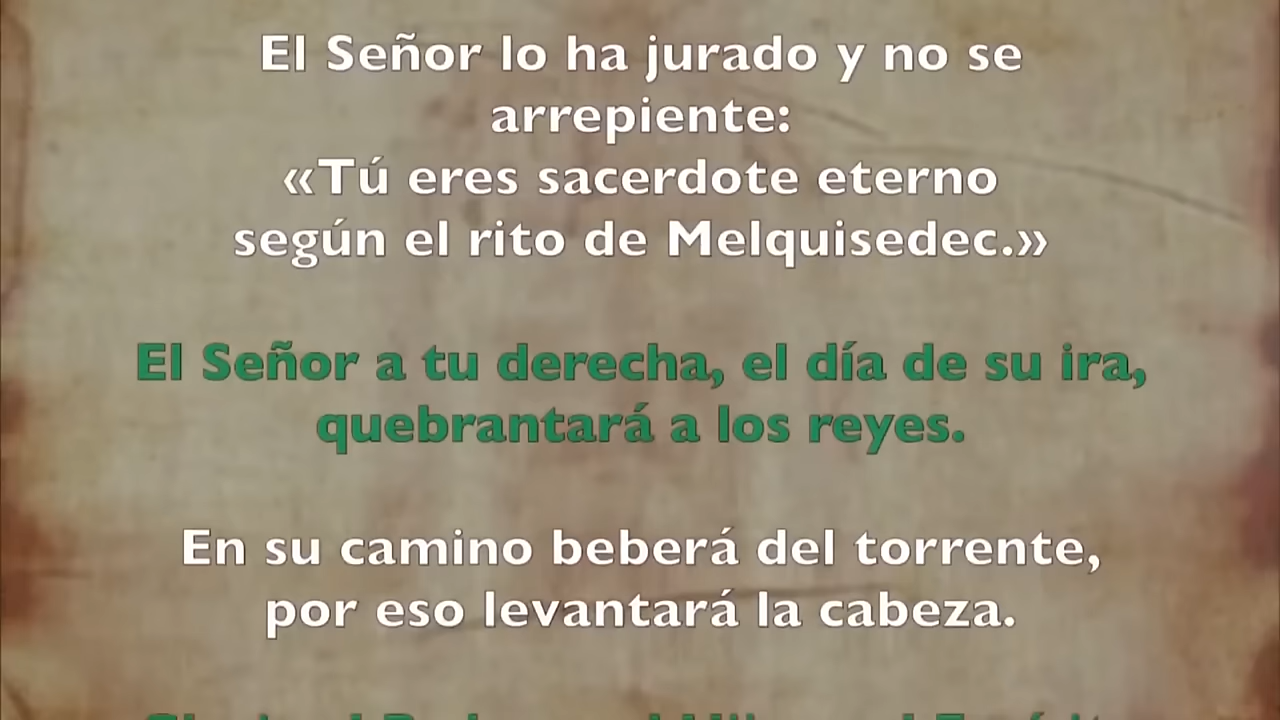 El Señor lo ha jurado y no se
arrepiente:
«Tú eres sacerdote eterno
según el rito de Melquisedec.»
El Señor a tu derecha, el día de su ira,
quebrantará a los reyes.
En su camino beberá del torrente,
por eso levantará la cabeza.